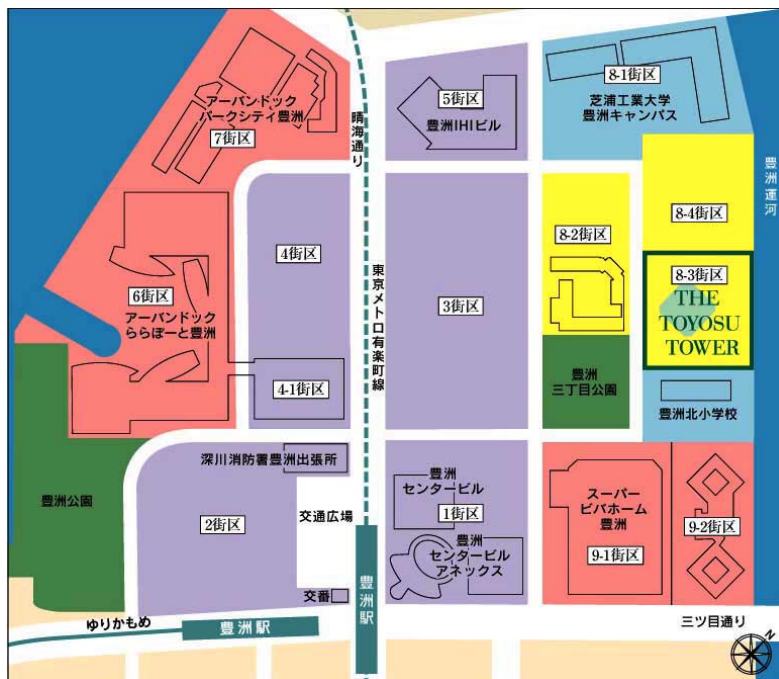 8-1街区
芝浦工業大学
豊洲キャンパス
5街区
豊洲IHIビル
アーバンドック
パークシティ豊洲
7街区
晴海通り
豊洲運河
8-4街区
8-2街区
4街区
8-3街区
THE
TOYOSU
TOWER
6街区
アーバンドック
ららぽーと豊洲
東京メトロ有楽町線
3街区
4-1街区
豊洲
三丁目公園
豊洲北小学校
深川消防署豊洲出張所
豊洲
センタービル
1街区
豊洲公園
2街区
交通広場
豊洲
センタービル
アネックス
スーパー
ビバホーム
豊洲
9-1街区
9-2街区
交番
豊洲駅
ゆりかもめ
豊洲駅
三ツ目通り
N